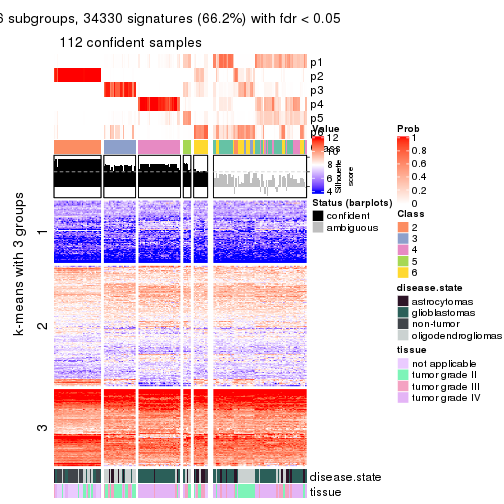 6 subgroups, 34330 signatures (66.2%) with fdr < 0.05
112 confident samples
p1
p2
p3
p4
p5
Value
12
10
8
6
4
Silhouette
score
Status (barplots)
confident
ambiguous
Prob
1
0.8
0.6
0.4
0.2
0
Class
2
3
4
5
6
disease.state
astrocytomas
glioblastomas
non-tumor
oligodendrogliomas
tissue
not applicable
tumor grade II
tumor grade III
tumor grade IV
k-means with 3 groups
1
2
3
disease.state
tissue